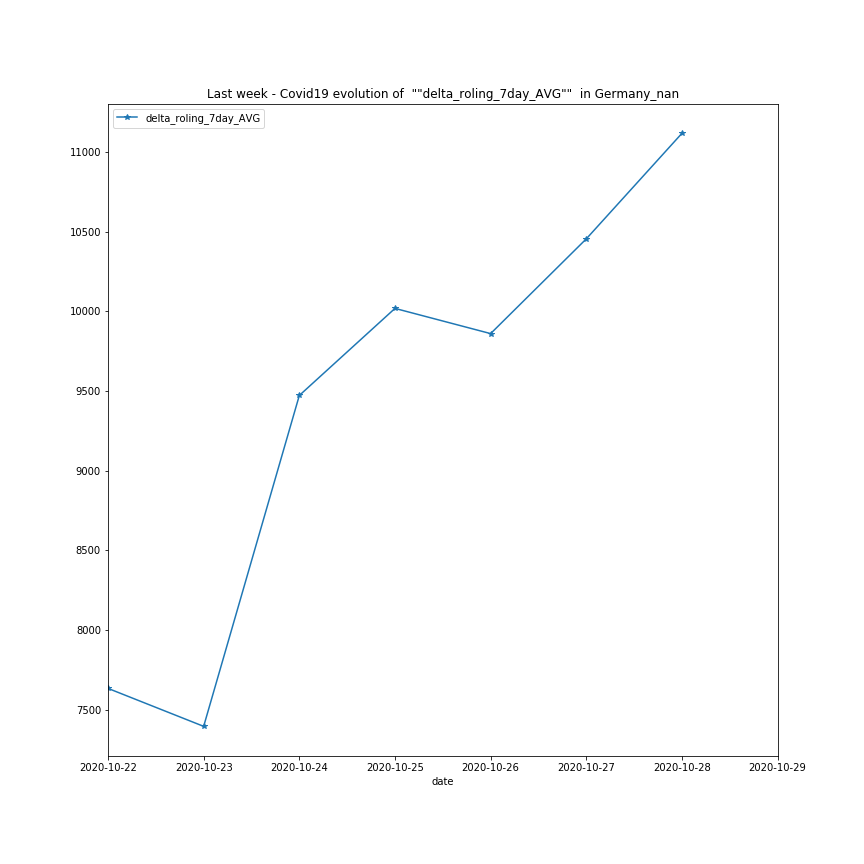 Last week - Covid19 evolution of  ""delta_roling_7day_AVG""  in Germany_nan
delta_roling_7day_AVG
11000
10500
10000
9500
9000
8500
8000
7500
2020-10-22 2020-10-23 2020-10-24 2020-10-25 2020-10-26 2020-10-27 2020-10-28 2020-10-29
date